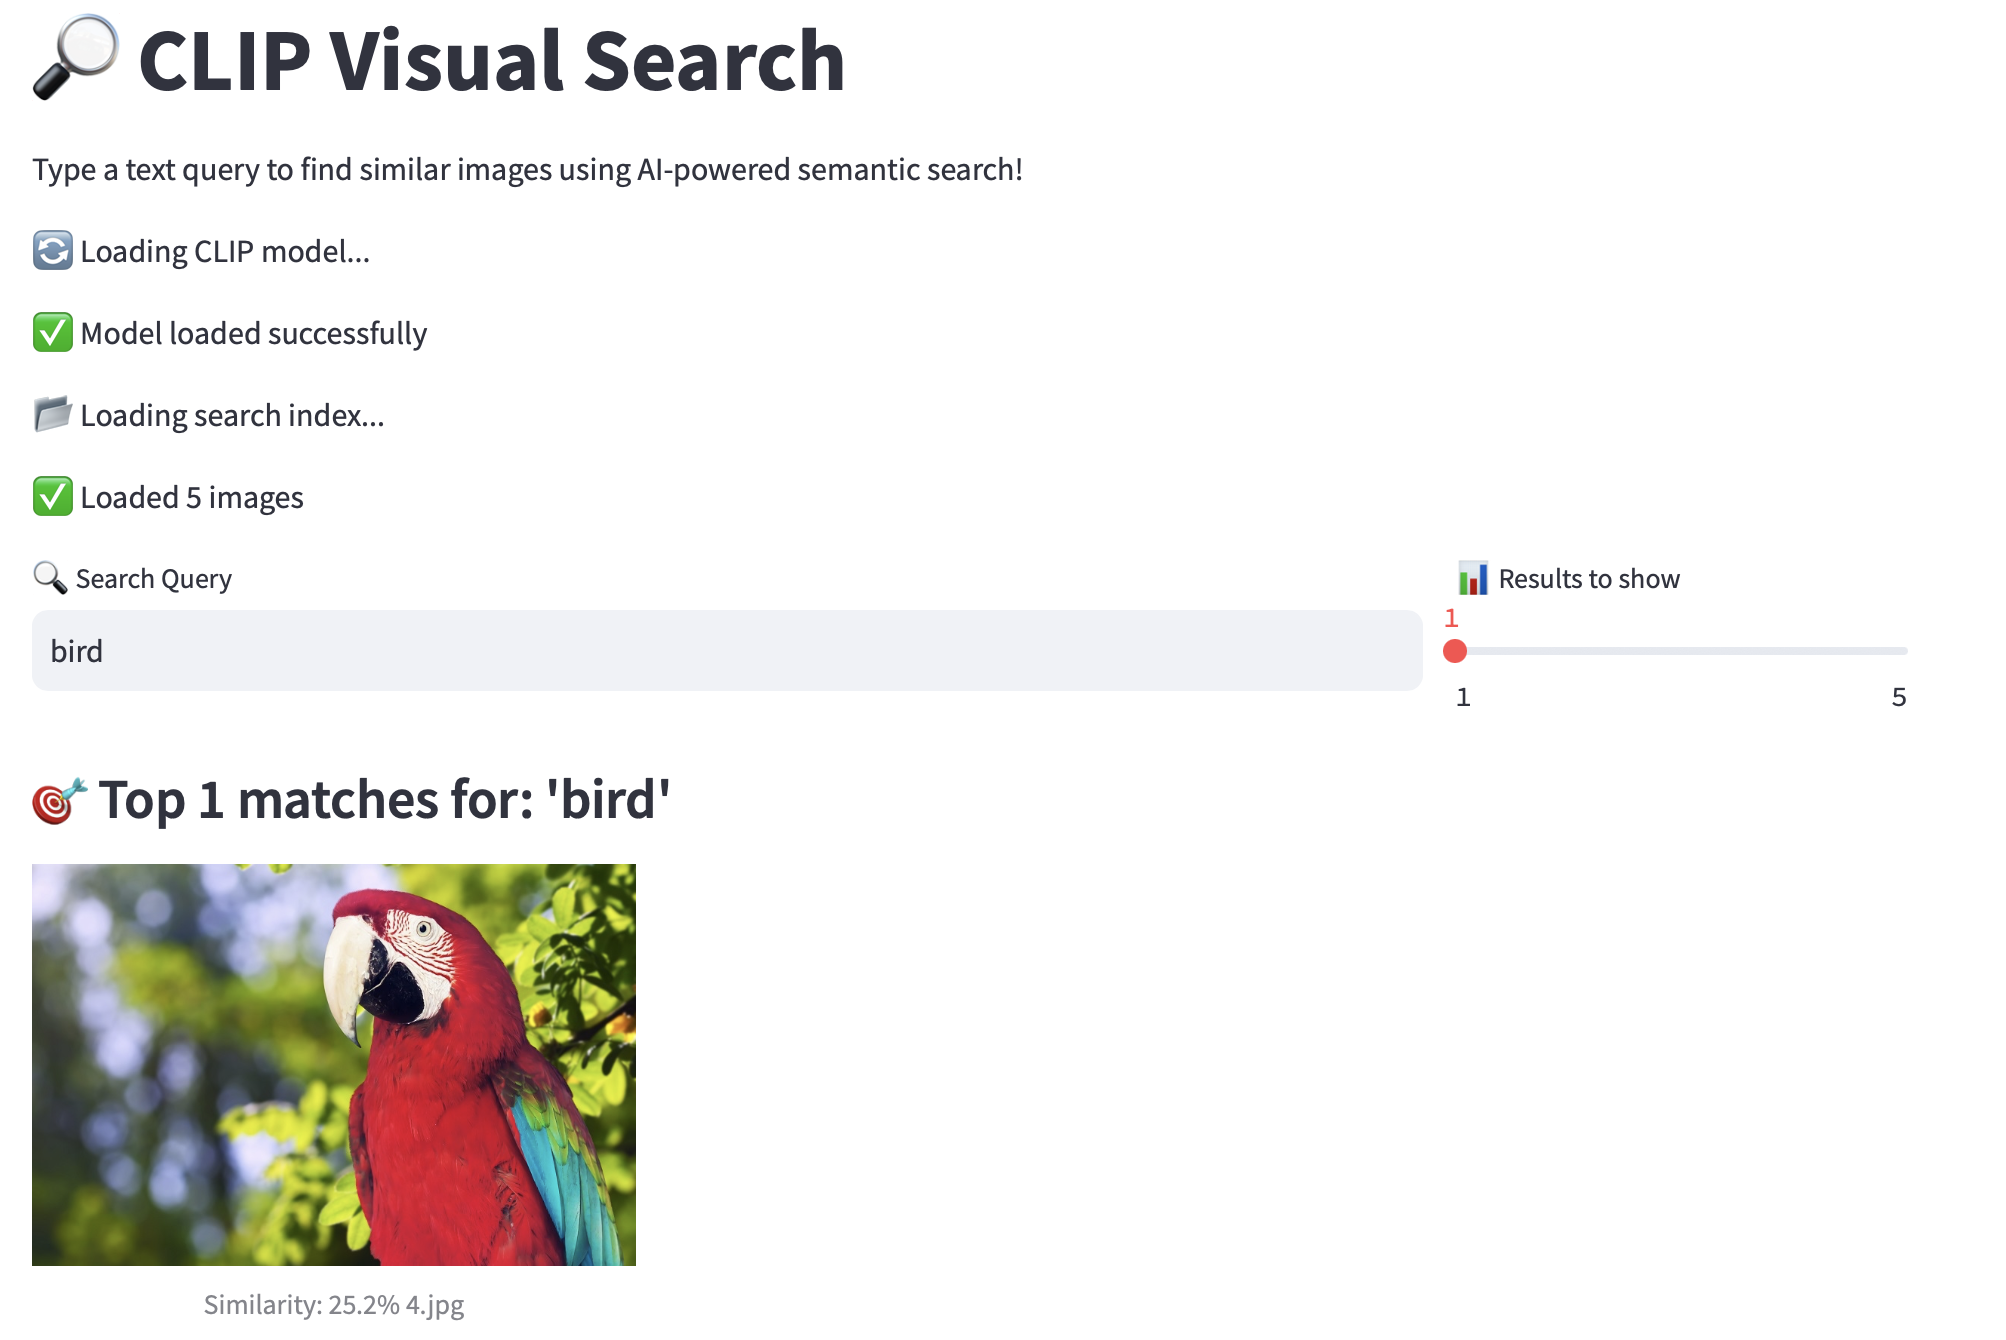 CLIP Visual Search
Type a text query to find similar images using AI-powered semantic search!
Loading CLIP model...
Model loaded successfully
Loading search index...
Loaded 5 images
Search Query
bird
Results to show
1
1 5
Top 1 matches for: 'bird'
Similarity: 25.2% 4.jpg